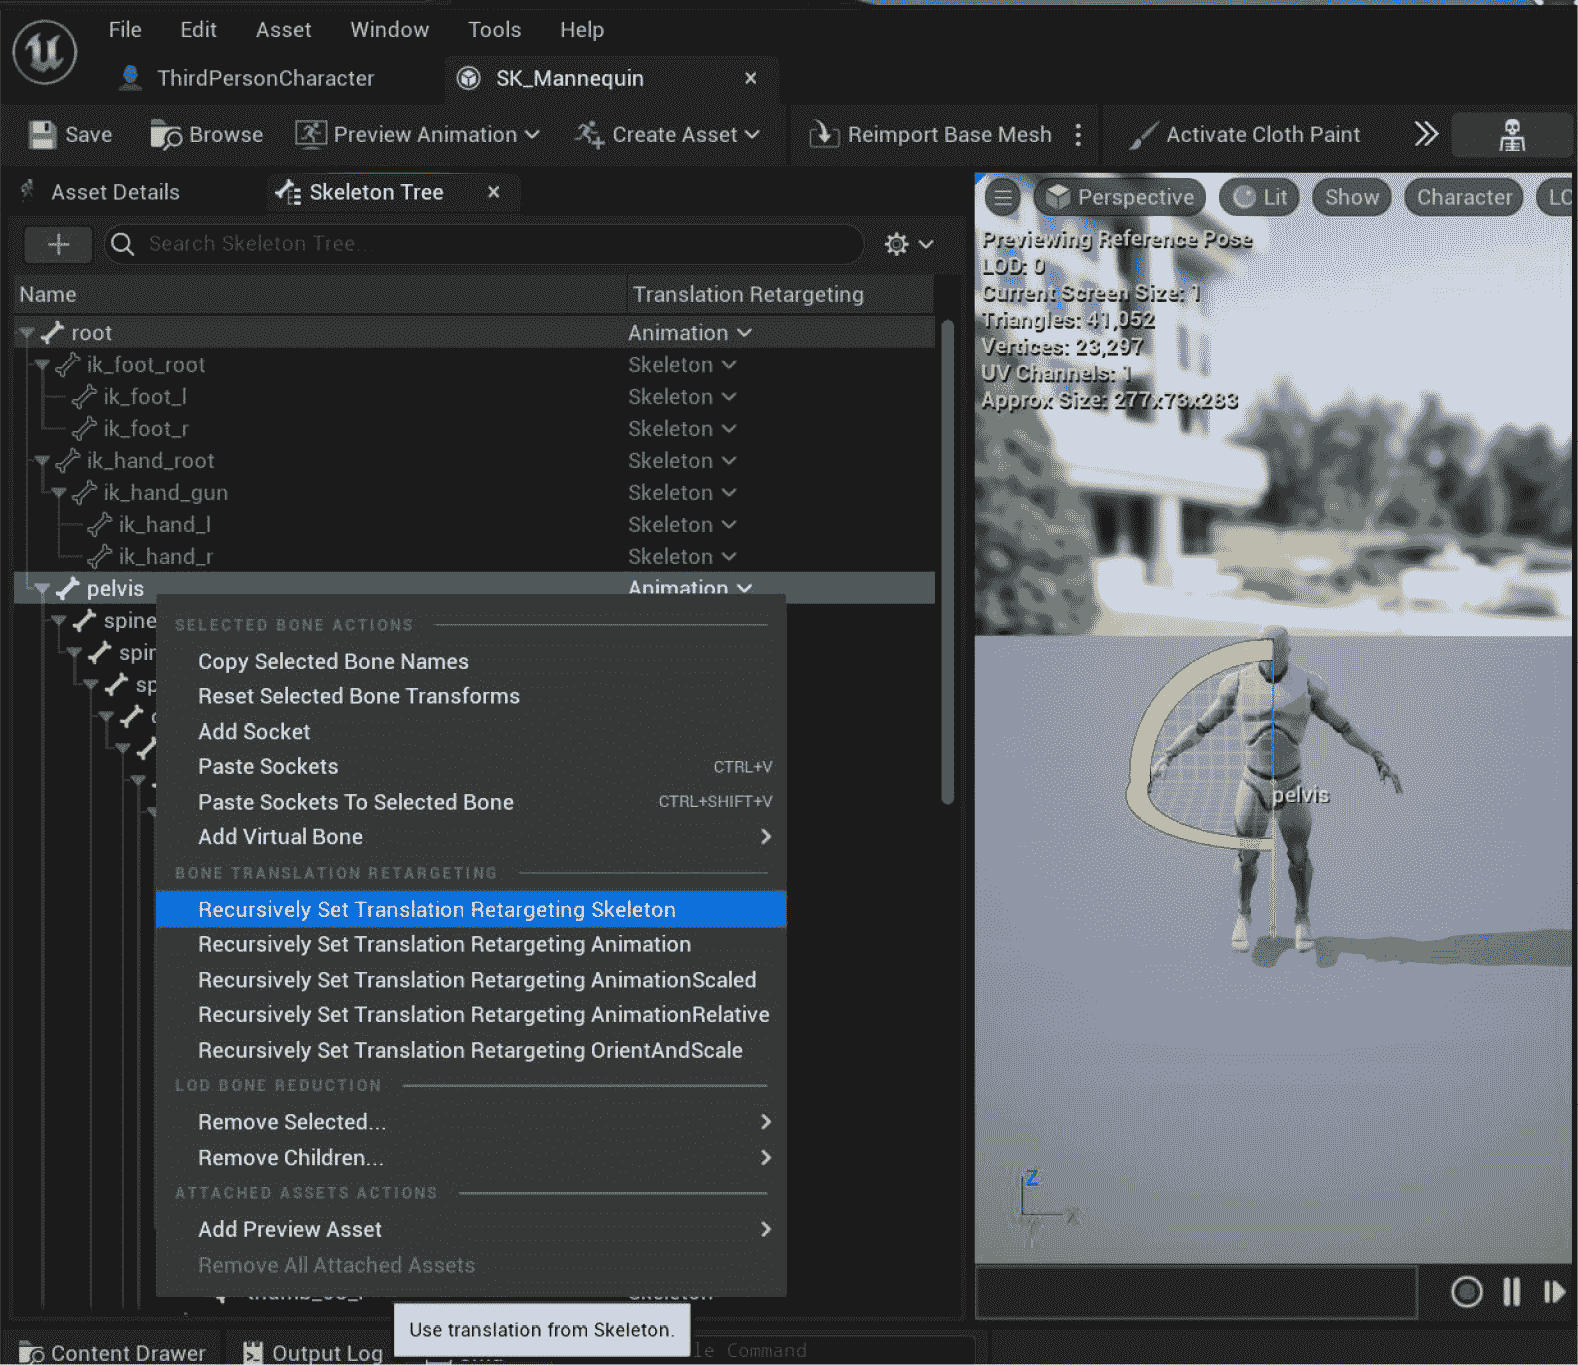 File Edit Asset Window Tools Help
ThirdPersonCharacter SK_Mannequin
Save Browse Preview Animation Create Asset Reimport Base Mesh Activate Cloth Paint
Asset Details Skeleton Tree
Search Skeleton Tree...
Name Translation Retargeting
root Animation
ik_foot_root Skeleton
ik_foot_l Skeleton
ik_foot_r Skeleton
ik_hand_root Skeleton
ik_hand_gun Skeleton
ik_hand_l Skeleton
ik_hand_r Skeleton
pelvis Animation
spine
spin
sp
SELECTED BONE ACTIONS
Copy Selected Bone Names
Reset Selected Bone Transforms
Add Socket
Paste Sockets CTRL+V
Paste Sockets To Selected Bone CTRL+SHIFT+V
Add Virtual Bone
BONE TRANSLATION RETARGETING
Recursively Set Translation Retargeting Skeleton
Recursively Set Translation Retargeting Animation
Recursively Set Translation Retargeting AnimationScaled
Recursively Set Translation Retargeting AnimationRelative
Recursively Set Translation Retargeting OrientAndScale
LOD BONE REDUCTION
Remove Selected...
Remove Children...
ATTACHED ASSETS ACTIONS
Add Preview Asset
Remove All Attached Assets
Skeleton
Use translation from Skeleton.
Content Drawer Output Log le Command
Perspective Lit Show Character LO
Previewing Reference Pose
LOD: 0
Current Screen Size: 1
Triangles: 41,052
Vertices: 23,297
UV Channels: 1
Approx Size: 277x73x283
pelvis
Z
X
Y